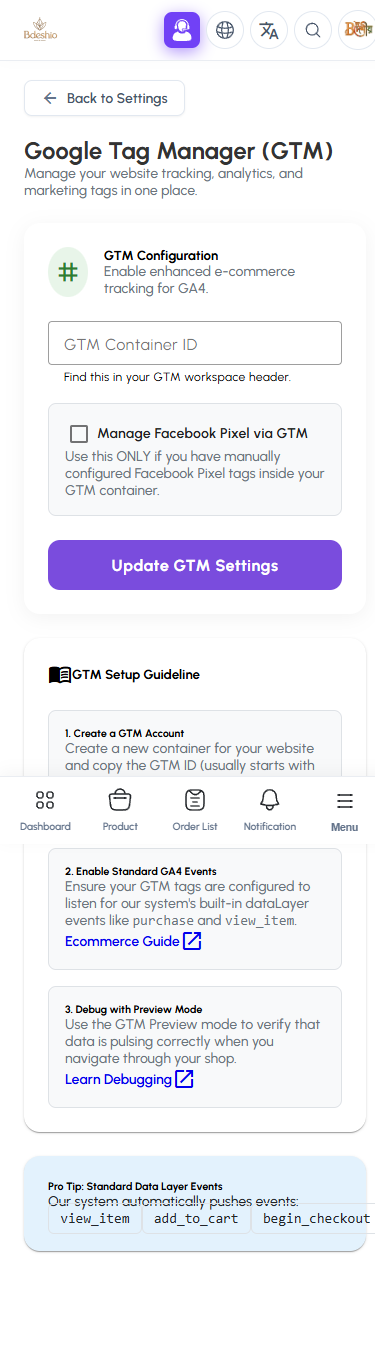 Bdeshio
Back to Settings
Google Tag Manager (GTM)
Manage your website tracking, analytics, and
marketing tags in one place.
GTM Configuration
Enable enhanced e-commerce
tracking for GA4.
GTM Container ID
Find this in your GTM workspace header.
Manage Facebook Pixel via GTM
Use this ONLY if you have manually
configured Facebook Pixel tags inside your
GTM container.
Update GTM Settings
GTM Setup Guideline
1. Create a GTM Account
Create a new container for your website
and copy the GTM ID (usually starts with
Dashboard Product Order List Notification Menu
2. Enable Standard GA4 Events
Ensure your GTM tags are configured to
listen for our system's built-in dataLayer
events like purchase and view_item.
Ecommerce Guide
3. Debug with Preview Mode
Use the GTM Preview mode to verify that
data is pulsing correctly when you
navigate through your shop.
Learn Debugging
Pro Tip: Standard Data Layer Events
Our system automatically pushes events:
view_item add_to_cart begin_checkout